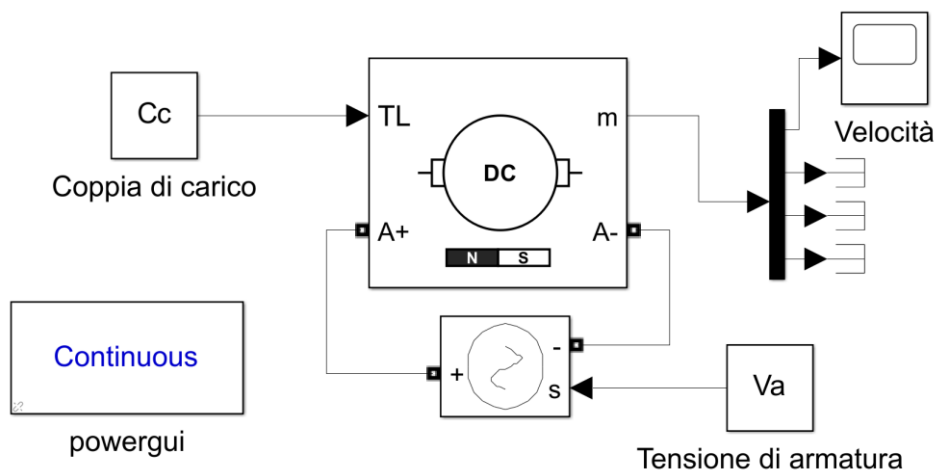 Cc
Coppia di carico
TL
m
DC
A+
A-
N S
Velocità
Continuous
powergui
+
-
s
Va
Tensione di armatura